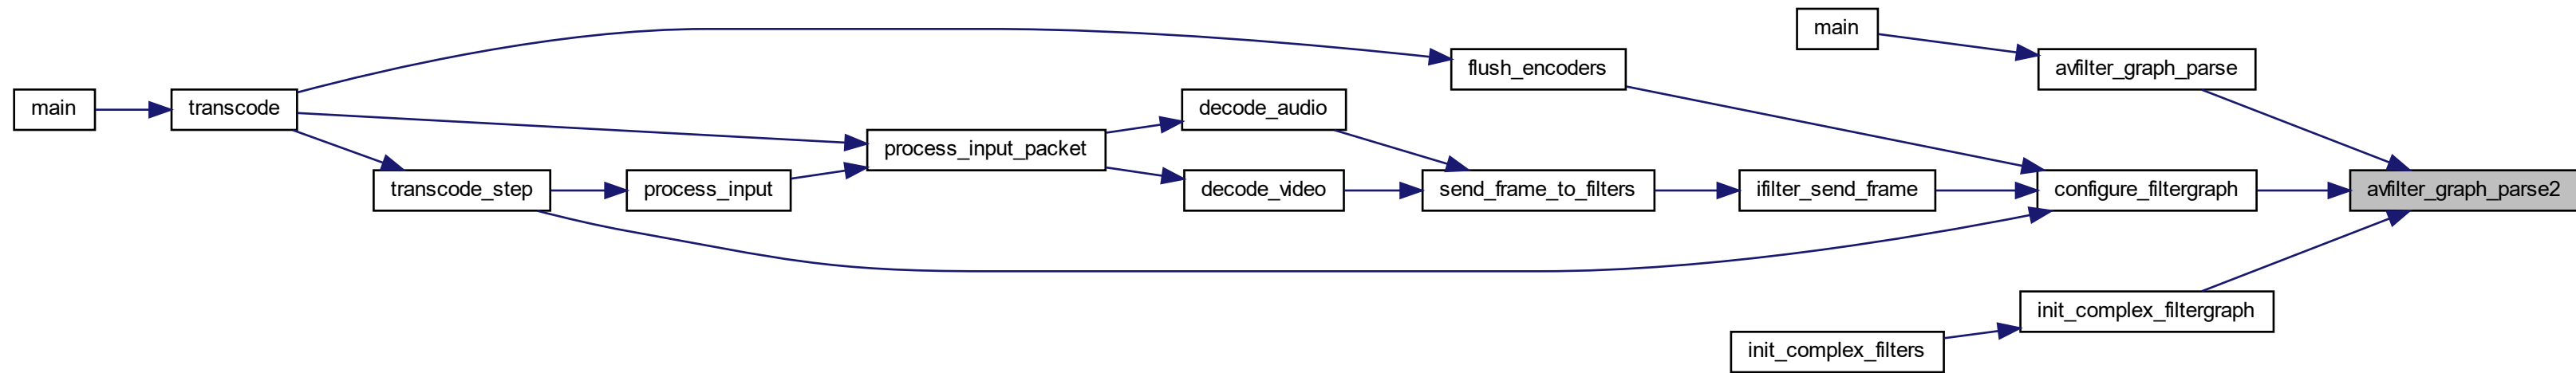 main
avfilter_graph_parse
flush_encoders
main
transcode
decode_audio
process_input_packet
transcode_step
process_input
decode_video
send_frame_to_filters
ifilter_send_frame
configure_filtergraph
avfilter_graph_parse2
init_complex_filtergraph
init_complex_filters